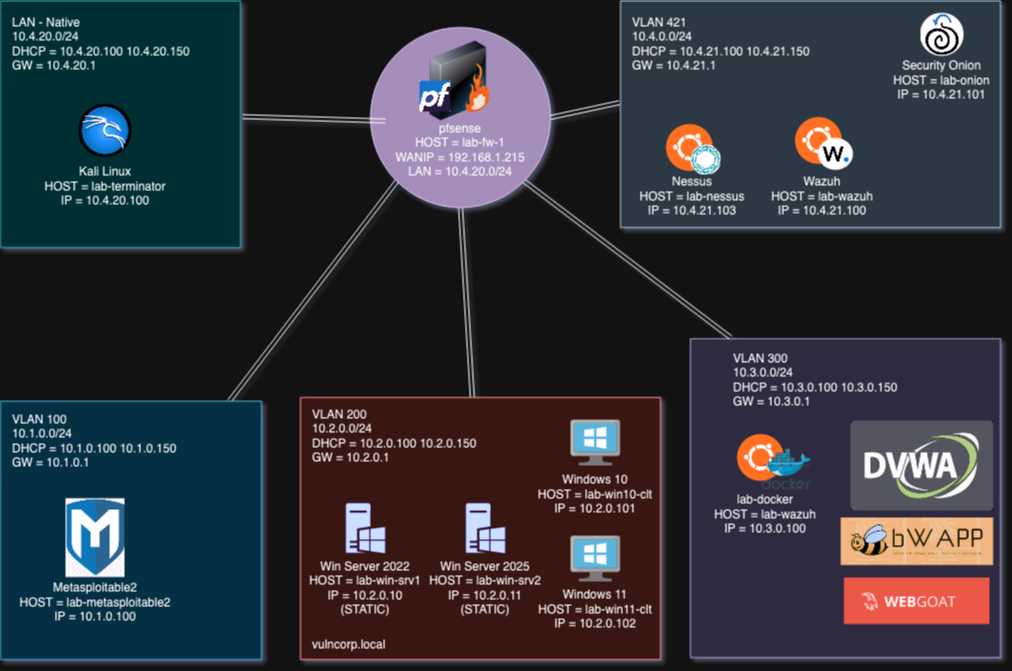 LAN - Native
10.4.20.0/24
DHCP = 10.4.20.100 10.4.20.150
GW = 10.4.20.1
Kali Linux
HOST = lab-terminator
IP = 10.4.20.100
pf
pfsense
HOST = lab-fw-1
WANIP = 192.168.1.215
LAN = 10.4.20.0/24
VLAN 421
10.4.0.0/24
DHCP = 10.4.21.100 10.4.21.150
GW = 10.4.21.1
Security Onion
HOST = lab-onion
IP = 10.4.21.101
Nessus
HOST = lab-nessus
IP = 10.4.21.103
W.
Wazuh
HOST = lab-wazuh
IP = 10.4.21.100
VLAN 100
10.1.0.0/24
DHCP = 10.1.0.100 10.1.0.150
GW = 10.1.0.1
Metasploitable2
HOST = lab-metasploitable2
IP = 10.1.0.100
VLAN 200
10.2.0.0/24
DHCP = 10.2.0.100 10.2.0.150
GW = 10.2.0.1
Windows 10
HOST = lab-win10-clt
IP = 10.2.0.101
Win Server 2022
HOST = lab-win-srv1
IP = 10.2.0.10
(STATIC)
Win Server 2025
HOST = lab-win-srv2
IP = 10.2.0.11
(STATIC)
Windows 11
HOST = lab-win11-clt
IP = 10.2.0.102
vulncorp.local
VLAN 300
10.3.0.0/24
DHCP = 10.3.0.100 10.3.0.150
GW = 10.3.0.1
docker
lab-docker
HOST = lab-wazuh
IP = 10.3.0.100
DVWA
bWAPP
WEBGOAT